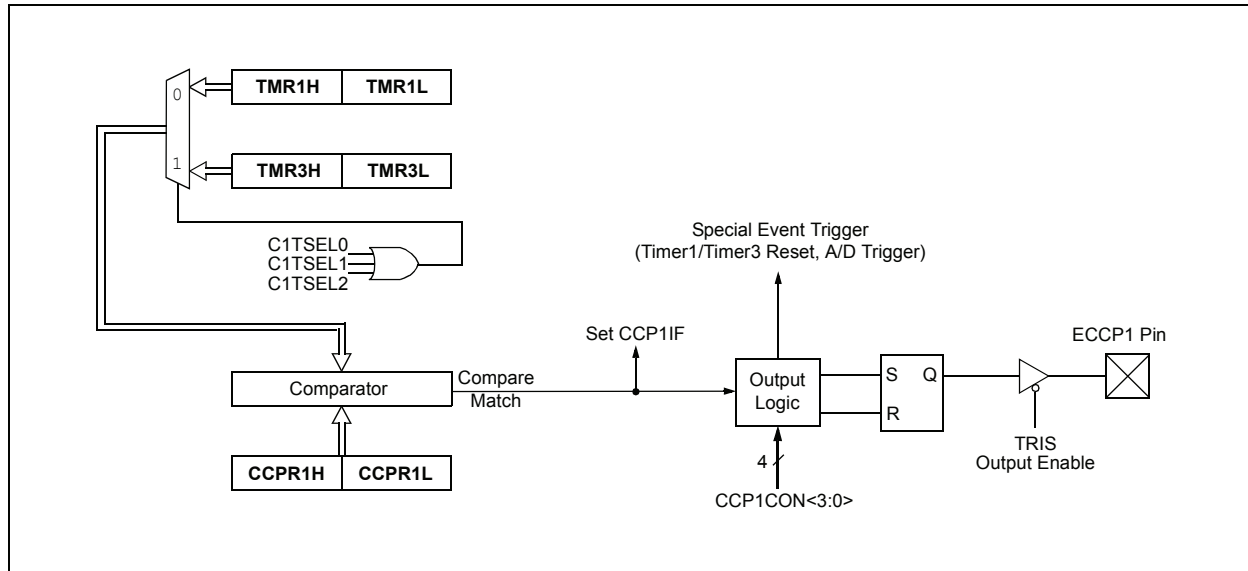 0
TMR1H TMR1L
1
TMR3H TMR3L
C1TSEL0
C1TSEL1
C1TSEL2
Special Event Trigger
(Timer1/Timer3 Reset, A/D Trigger)
Set CCP1IF
ECCP1 Pin
Comparator
Compare
Match
Output
Logic
S Q
R
TRIS
Output Enable
CCPR1H CCPR1L
4
CCP1CON<3:0>